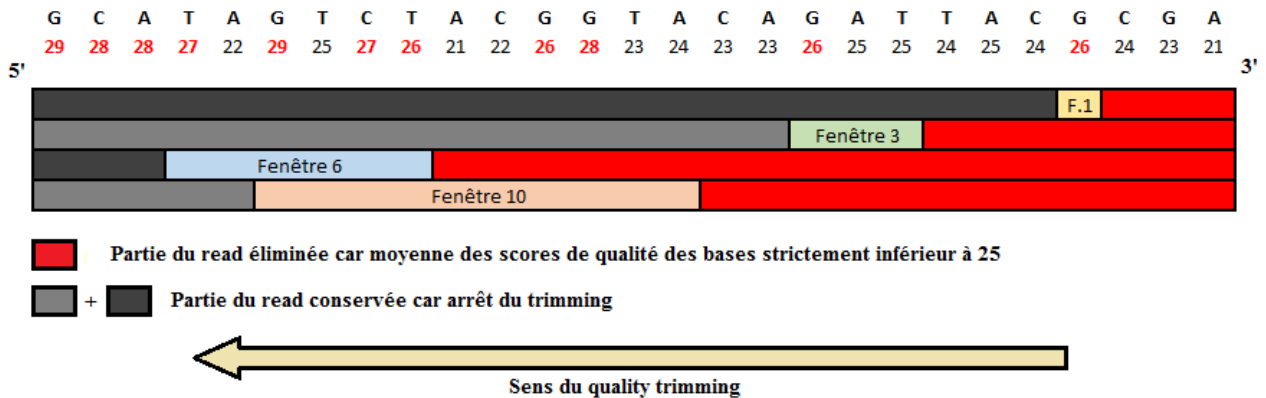 G C A T A G T C T A C G G T A C A G A T T A C G C G A
29 28 28 27 22 29 25 27 26 21 22 26 28 23 24 23 23 26 25 25 24 25 24 26 24 23 21
5' 3'
F.1
Fenêtre 3
Fenêtre 6
Fenêtre 10
Partie du read éliminée car moyenne des scores de qualité des bases strictement inférieur à 25
+ Partie du read conservée car arrêt du trimming
Sens du quality trimming